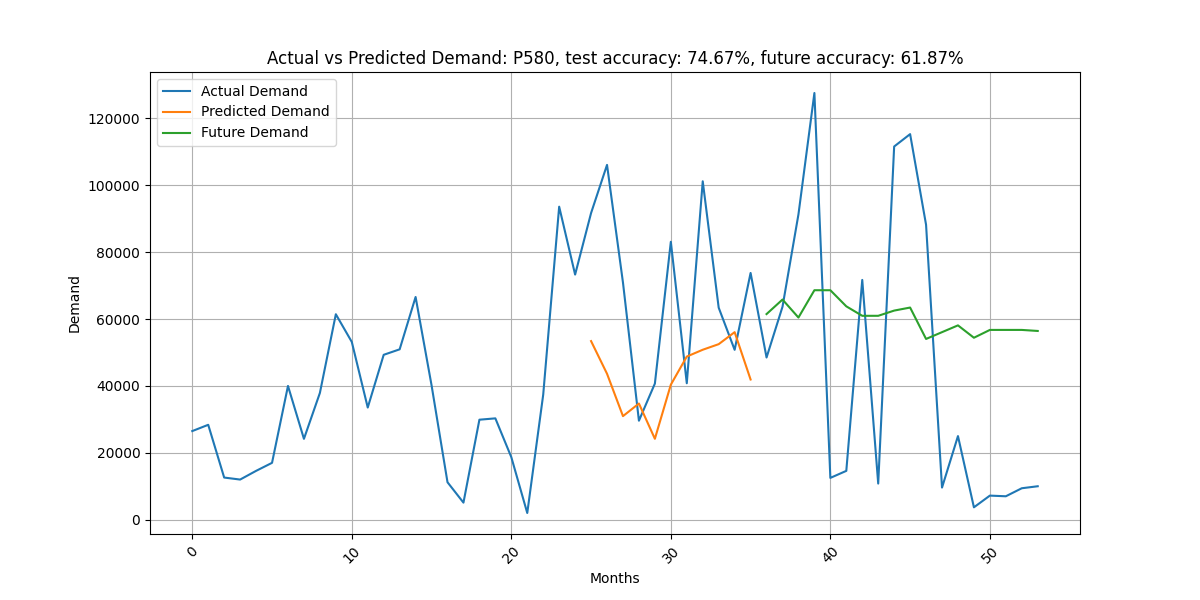 Actual vs Predicted Demand: P580, test accuracy: 74.67%, future accuracy: 61.87%
Actual Demand
Predicted Demand
Future Demand
120000
100000
80000
60000
40000
20000
0
Demand
0
10
20
30
40
50
Months